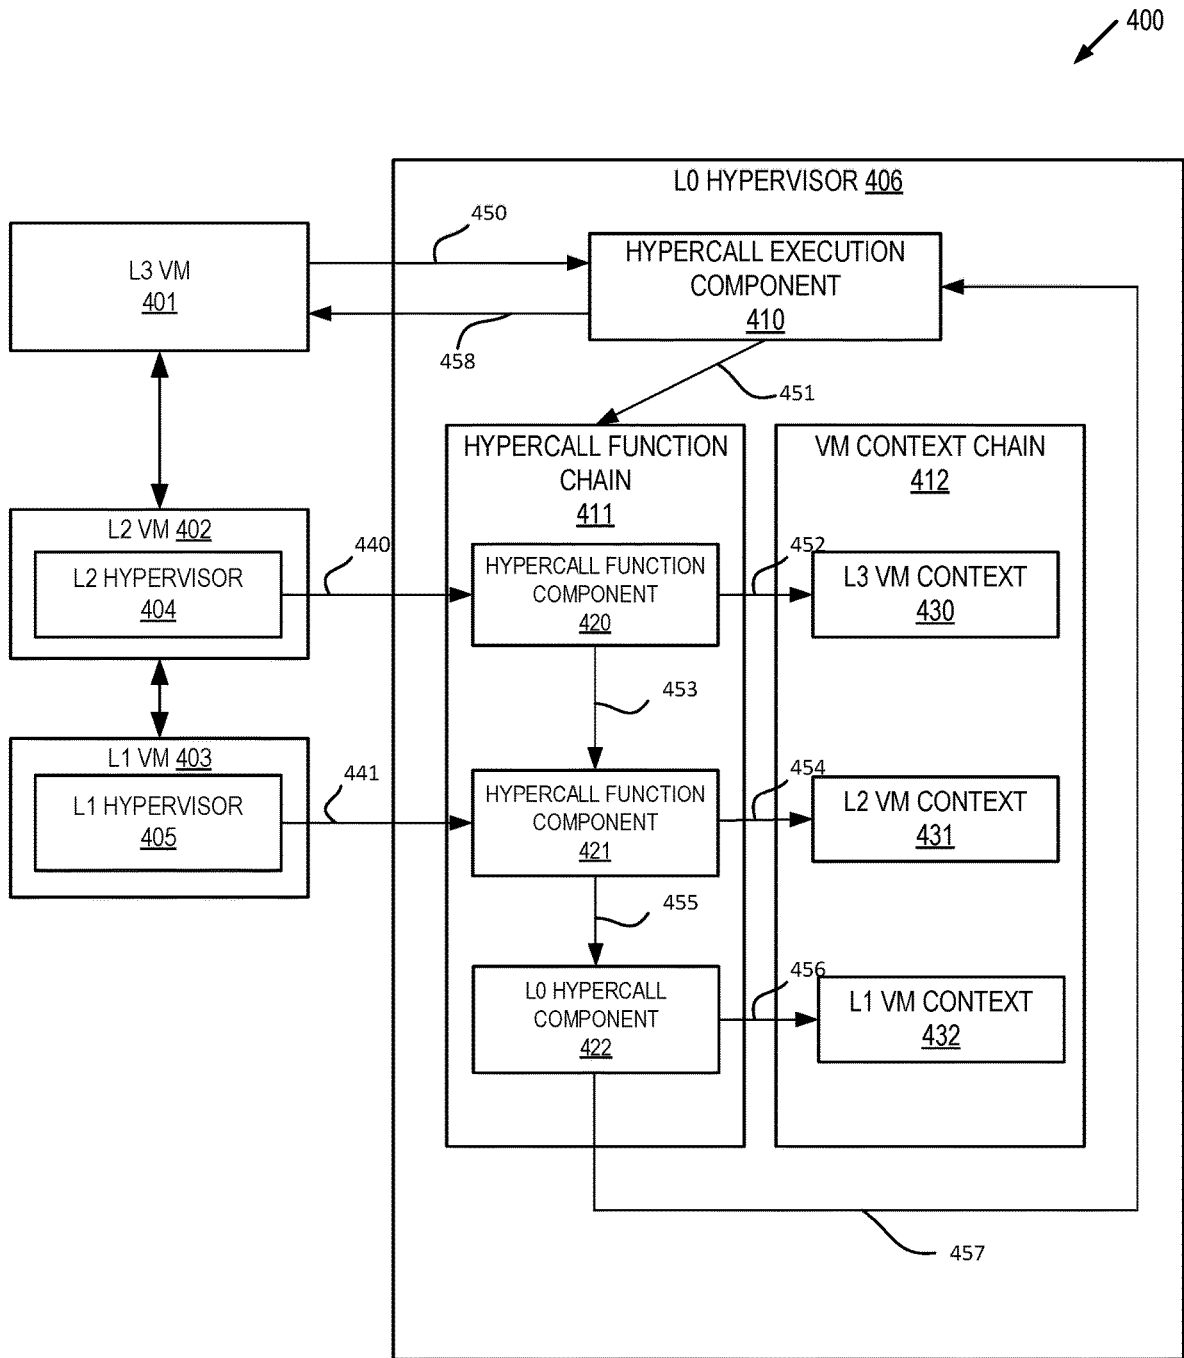 400
L0 HYPERVISOR 406
450
L3 VM
401
HYPERCALL EXECUTION
COMPONENT
410
458
451
HYPERCALL FUNCTION
CHAIN
411
VM CONTEXT CHAIN
412
L2 VM 402
L2 HYPERVISOR
404
440
HYPERCALL FUNCTION
COMPONENT
420
452
L3 VM CONTEXT
430
453
L1 VM 403
L1 HYPERVISOR
405
441
HYPERCALL FUNCTION
COMPONENT
421
454
L2 VM CONTEXT
431
455
L0 HYPERCALL
COMPONENT
422
456
L1 VM CONTEXT
432
457